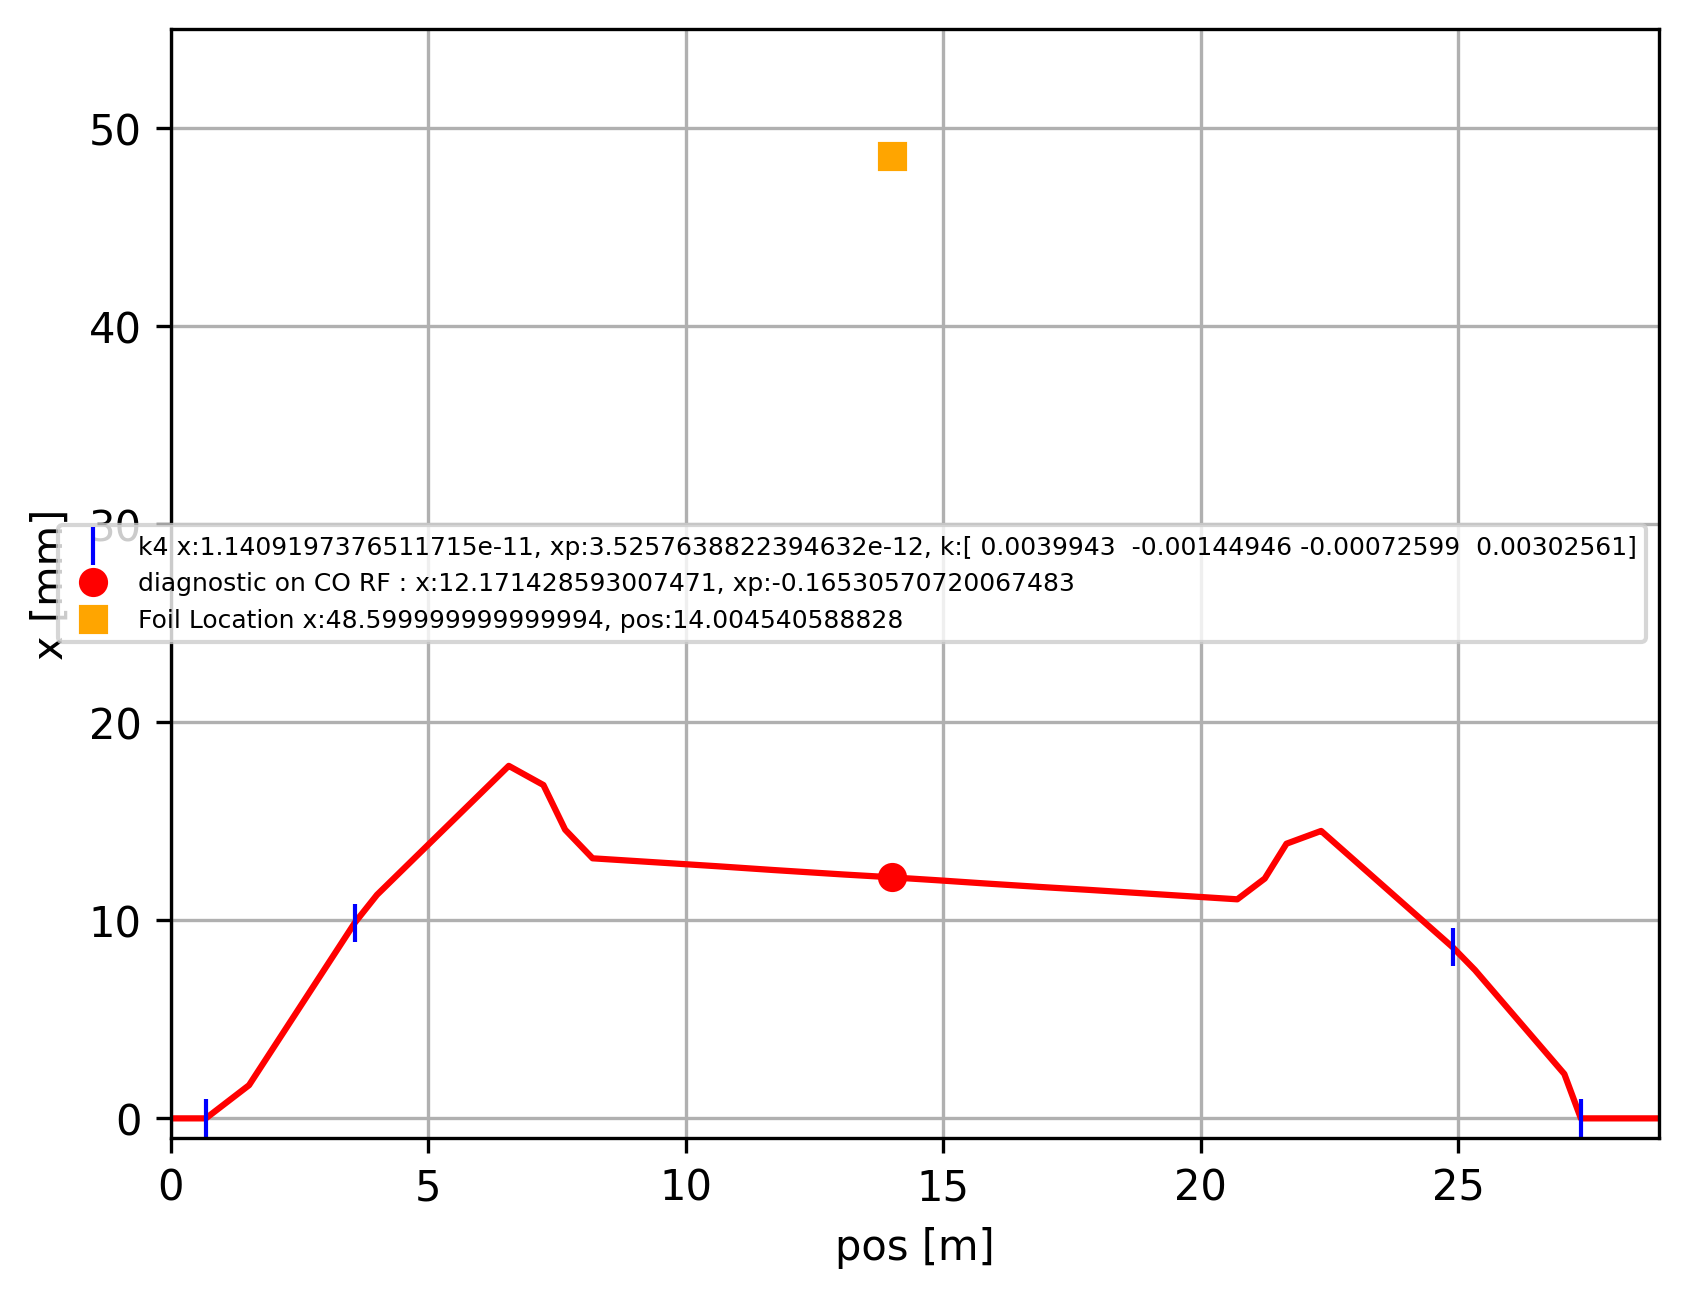 50
40
30
20
10
0
x [mm]
k4 x:1.1409197376511715e-11, xp:3.5257638822394632e-12, k:[ 0.0039943  -0.00144946 -0.00072599  0.00302561]
diagnostic on CO RF : x:12.171428593007471, xp:-0.16530570720067483
Foil Location x:48.599999999999994, pos:14.004540588828
0 5 10 15 20 25
pos [m]